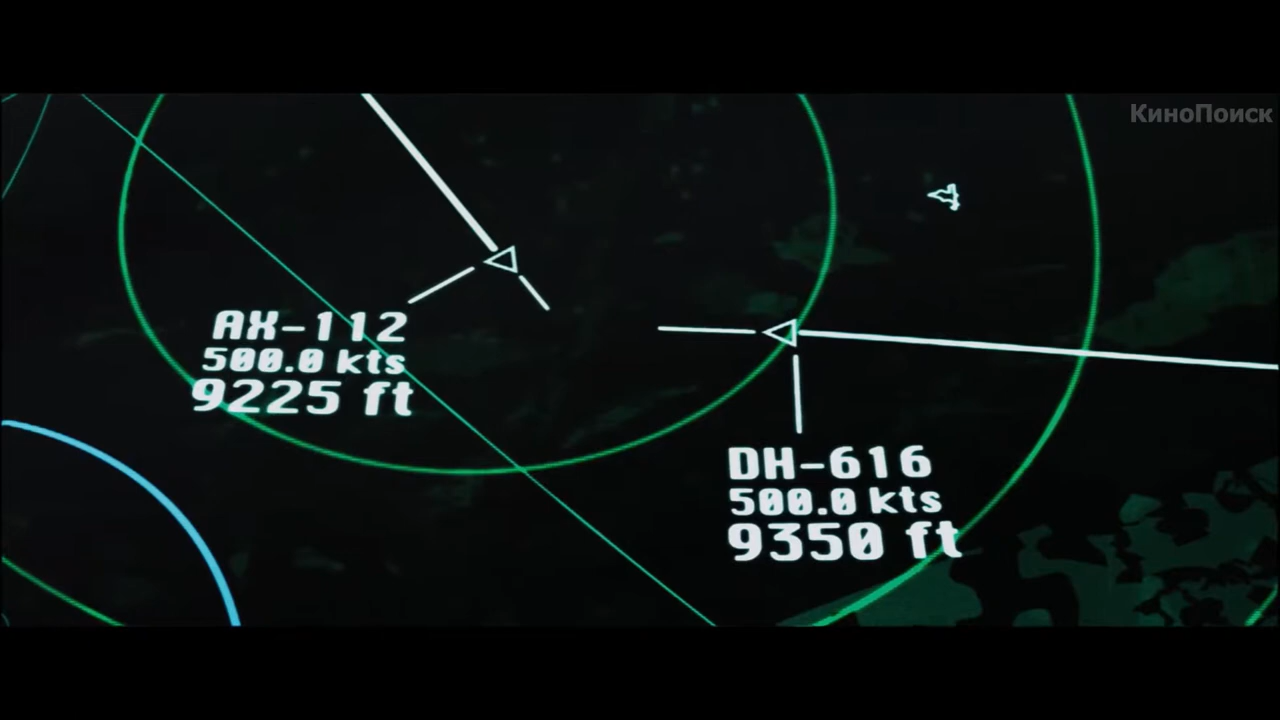 КиноПоиск
AX-112
500.0 kts
9225 ft
DH-616
500.0 kts
9350 ft